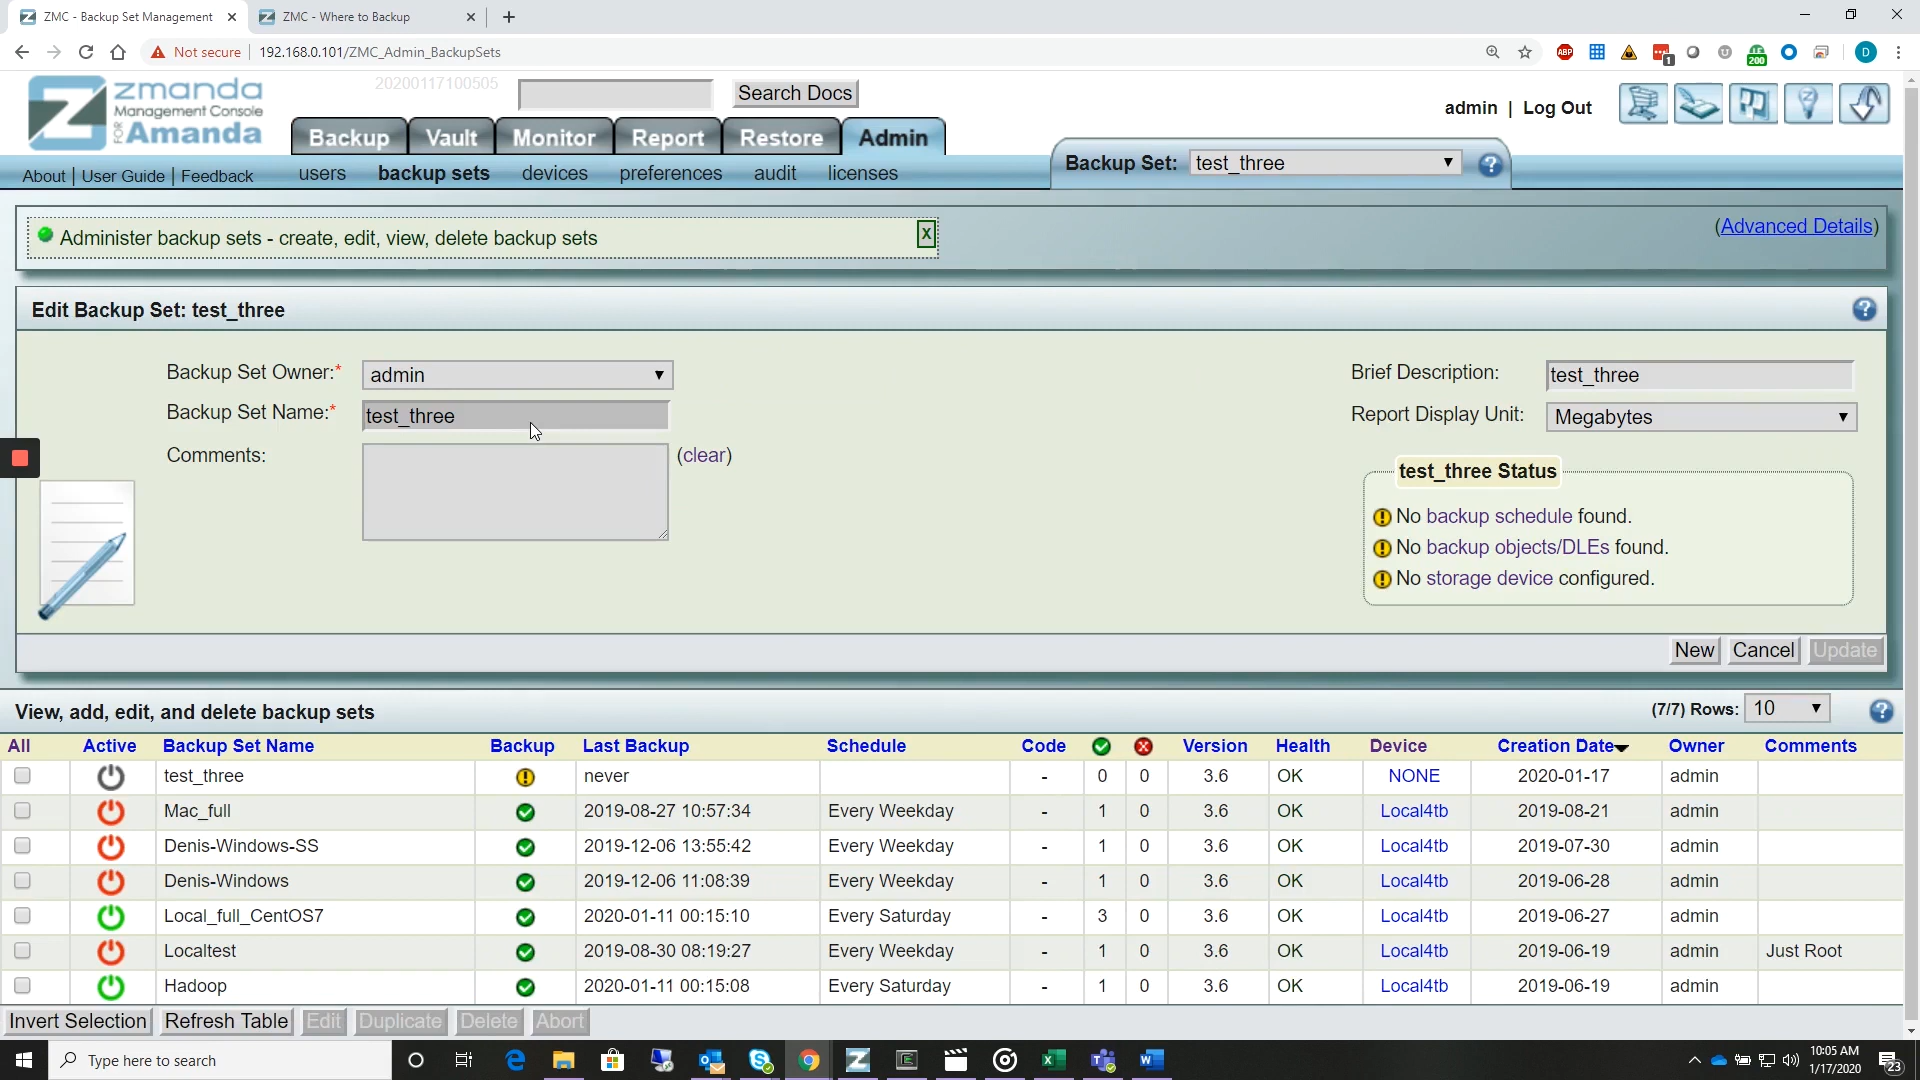 ZMC - Backup Set Management
ZMC - Where to Backup
Not secure
192.168.0.101/ZMC_Admin_BackupSets
ABP
1
200
D
zmanda
Management Console
FOR Amanda
20200117100505
Search Docs
admin | Log Out
Backup Vault Monitor Report Restore Admin
Backup Set: test_three
About | User Guide | Feedback
users backup sets devices preferences audit licenses
Administer backup sets - create, edit, view, delete backup sets
X
(Advanced Details)
Edit Backup Set: test_three
Backup Set Owner:* admin
Backup Set Name:* test_three
Comments:
(clear)
Brief Description: test_three
Report Display Unit: Megabytes
test_three Status
No backup schedule found.
No backup objects/DLEs found.
No storage device configured.
New Cancel Update
View, add, edit, and delete backup sets
(7/7) Rows: 10
All Active Backup Set Name Backup Last Backup Schedule Code Version Health Device Creation Date Owner Comments
test_three never - 0 0 3.6 OK NONE 2020-01-17 admin
Mac_full 2019-08-27 10:57:34 Every Weekday - 1 0 3.6 OK Local4tb 2019-08-21 admin
Denis-Windows-SS 2019-12-06 13:55:42 Every Weekday - 1 0 3.6 OK Local4tb 2019-07-30 admin
Denis-Windows 2019-12-06 11:08:39 Every Weekday - 1 0 3.6 OK Local4tb 2019-06-28 admin
Local_full_CentOS7 2020-01-11 00:15:10 Every Saturday - 3 0 3.6 OK Local4tb 2019-06-27 admin
Localtest 2019-08-30 08:19:27 Every Weekday - 1 0 3.6 OK Local4tb 2019-06-19 admin Just Root
Hadoop 2020-01-11 00:15:08 Every Saturday - 1 0 3.6 OK Local4tb 2019-06-19 admin
Invert Selection Refresh Table Edit Duplicate Delete Abort
Type here to search
10:05 AM
1/17/2020
23